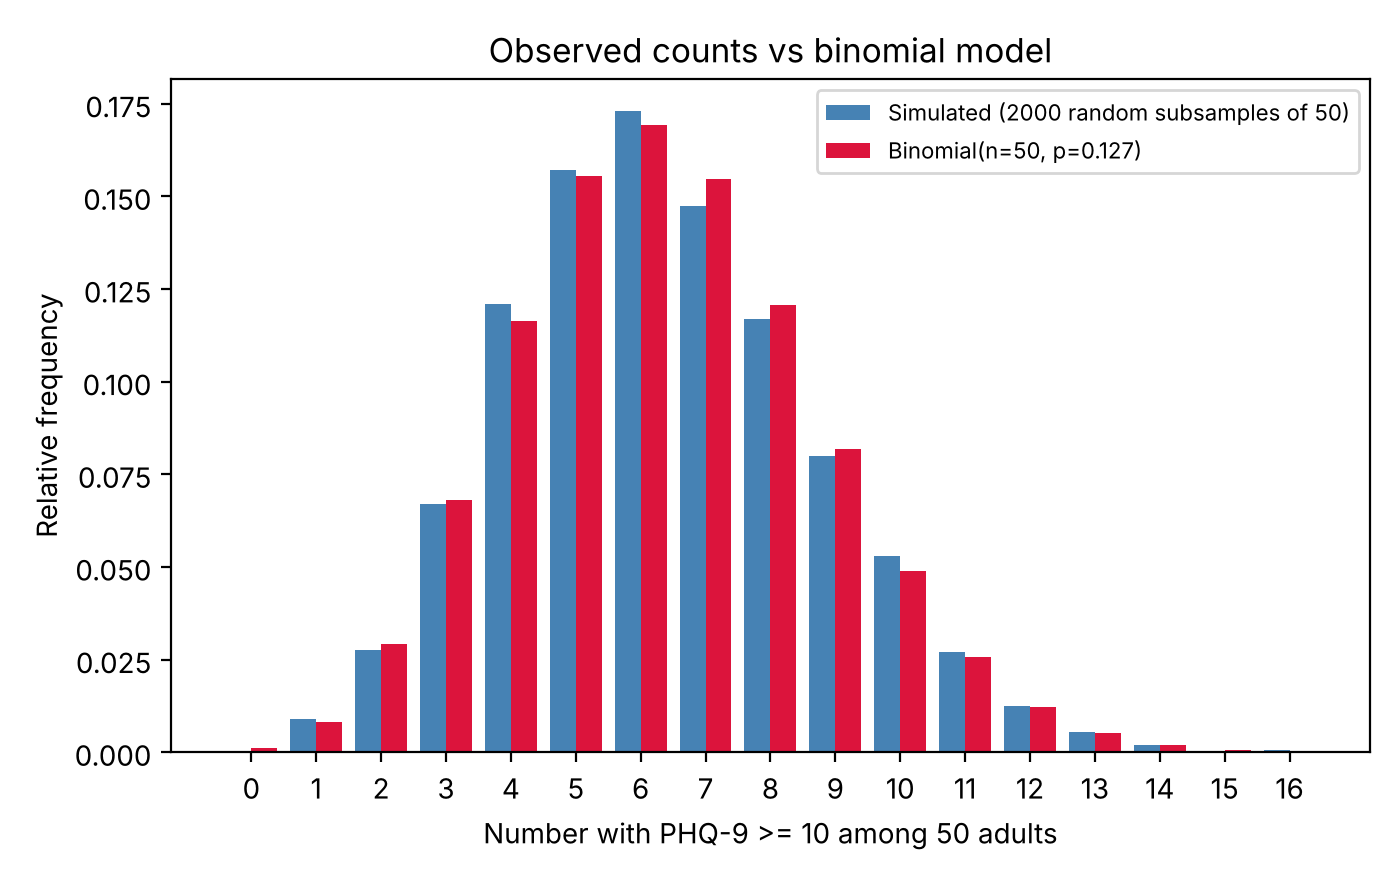 Observed counts vs binomial model
Simulated (2000 random subsamples of 50)
Binomial(n=50, p=0.127)
Relative frequency
0.175
0.150
0.125
0.100
0.075
0.050
0.025
0.000
0 1 2 3 4 5 6 7 8 9 10 11 12 13 14 15 16
Number with PHQ-9 >= 10 among 50 adults